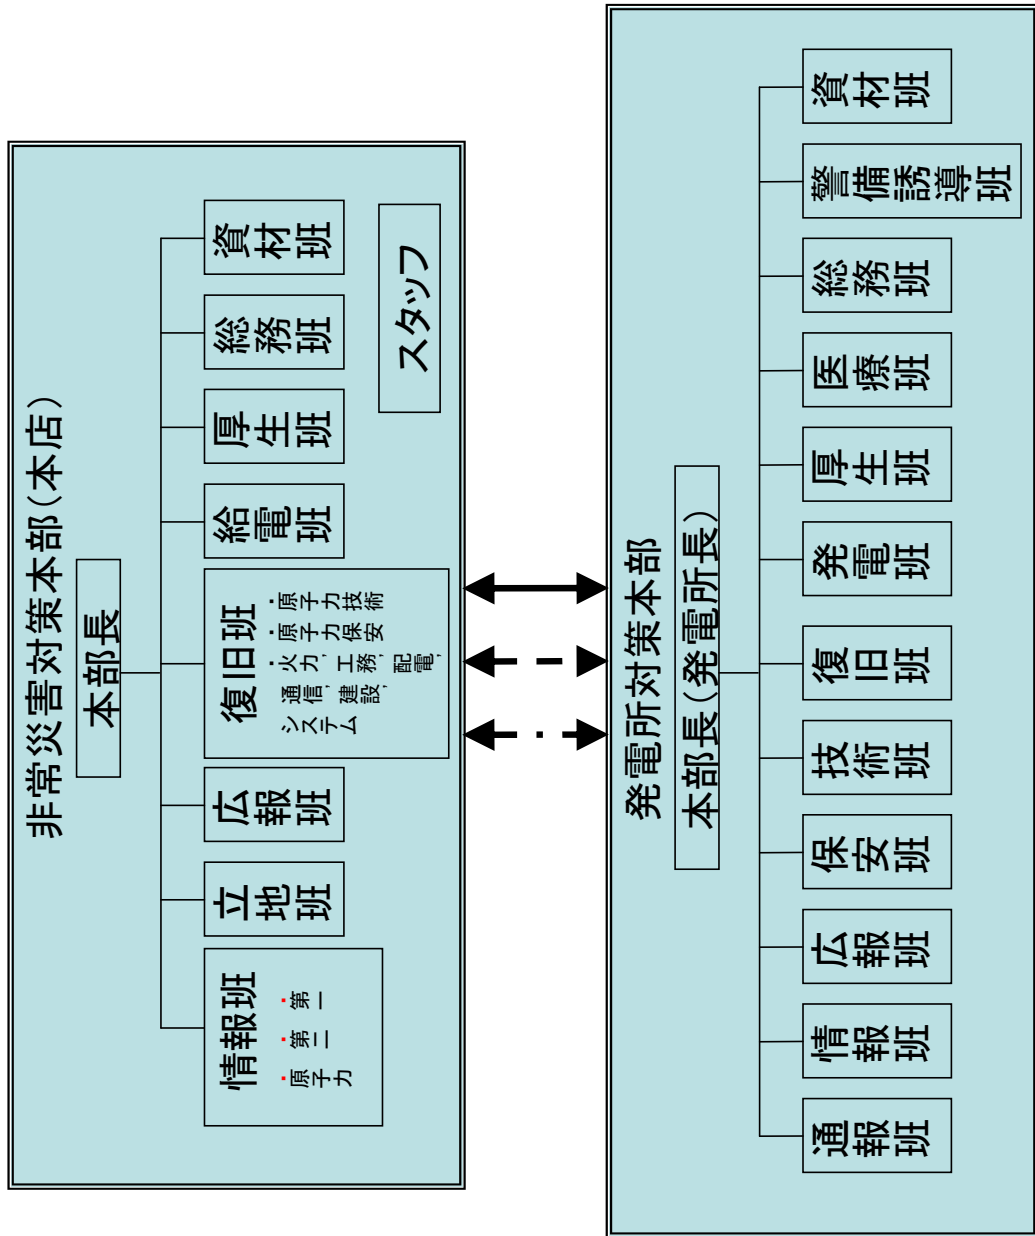 非常災害対策本部(本店)
本部長
情報班
・第一
・第二
・原子力
立地班
広報班
復旧班
・原子力技術
・原子力保安
・火力，工務，配電，
通信，建設，
システム
給電班
厚生班
総務班
資材班
スタッフ
発電所対策本部
本部長(発電所長)
通報班
情報班
広報班
保安班
技術班
復旧班
発電班
厚生班
医療班
総務班
警備誘導班
資材班